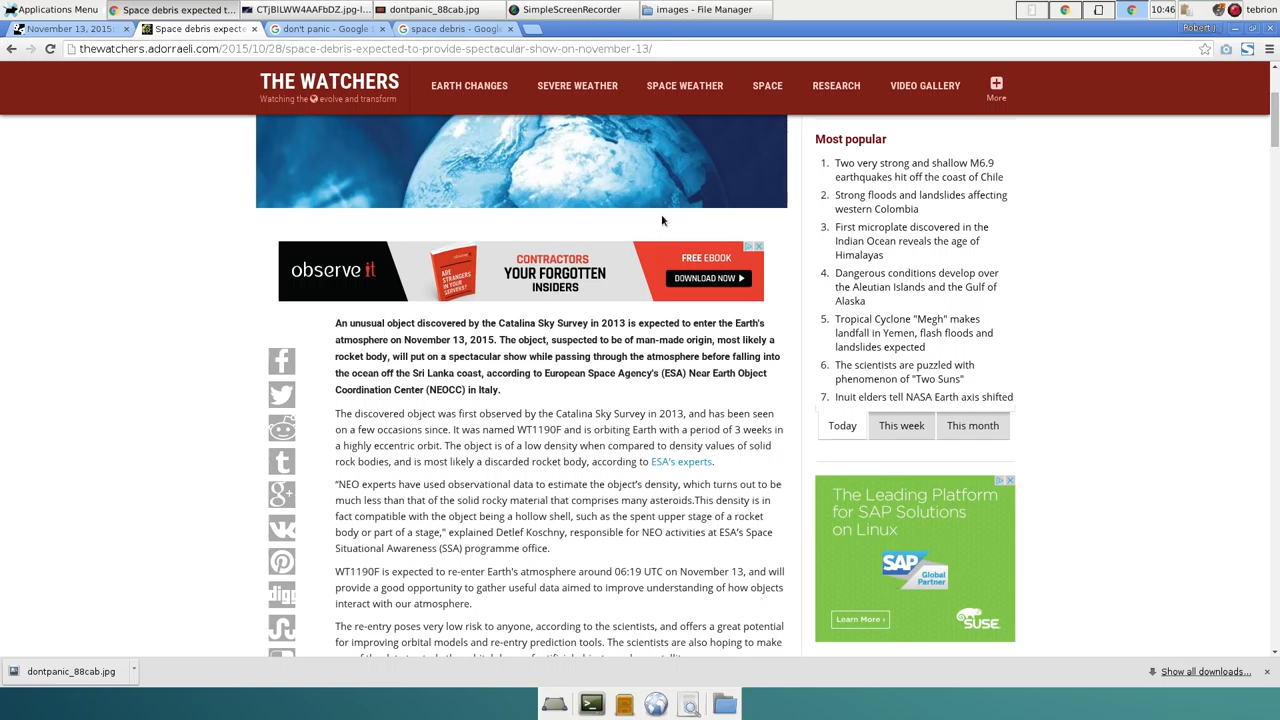 Applications Menu
Space debris expected t...
CTjBILWW4AAFbDZ.jpg-I...
dontpanic_88cab.jpg
SimpleScreenRecorder
images - File Manager
10:46
tebrion
November 13, 2015:
Space debris expecte
don't panic - Google S
space debris - Google
Robert J.
thewatchers.adorraeli.com/2015/10/28/space-debris-expected-to-provide-spectacular-show-on-november-13/
THE WATCHERS
Watching the evolve and transform
EARTH CHANGES
SEVERE WEATHER
SPACE WEATHER
SPACE
RESEARCH
VIDEO GALLERY
More
observe it
ARE STRANGERS IN YOUR SERVERS?
CONTRACTORS
YOUR FORGOTTEN
INSIDERS
FREE EBOOK
DOWNLOAD NOW
An unusual object discovered by the Catalina Sky Survey in 2013 is expected to enter the Earth's
atmosphere on November 13, 2015. The object, suspected to be of man-made origin, most likely a
rocket body, will put on a spectacular show while passing through the atmosphere before falling into
the ocean off the Sri Lanka coast, according to European Space Agency's (ESA) Near Earth Object
Coordination Center (NEOCC) in Italy.
The discovered object was first observed by the Catalina Sky Survey in 2013, and has been seen
on a few occasions since. It was named WT1190F and is orbiting Earth with a period of 3 weeks in
a highly eccentric orbit. The object is of a low density when compared to density values of solid
rock bodies, and is most likely a discarded rocket body, according to ESA's experts.
"NEO experts have used observational data to estimate the object's density, which turns out to be
much less than that of the solid rocky material that comprises many asteroids.This density is in
fact compatible with the object being a hollow shell, such as the spent upper stage of a rocket
body or part of a stage," explained Detlef Koschny, responsible for NEO activities at ESA's Space
Situational Awareness (SSA) programme office.
WT1190F is expected to re-enter Earth's atmosphere around 06:19 UTC on November 13, and will
provide a good opportunity to gather useful data aimed to improve understanding of how objects
interact with our atmosphere.
The re-entry poses very low risk to anyone, according to the scientists, and offers a great potential
for improving orbital models and re-entry prediction tools. The scientists are also hoping to make
digg
Most popular
1. Two very strong and shallow M6.9
earthquakes hit off the coast of Chile
2. Strong floods and landslides affecting
western Colombia
3. First microplate discovered in the
Indian Ocean reveals the age of
Himalayas
4. Dangerous conditions develop over
the Aleutian Islands and the Gulf of
Alaska
5. Tropical Cyclone "Megh" makes
landfall in Yemen, flash floods and
landslides expected
6. The scientists are puzzled with
phenomenon of "Two Suns"
7. Inuit elders tell NASA Earth axis shifted
Today
This week
This month
The Leading Platform
for SAP Solutions
on Linux
SAP
Global
Partner
Learn More ›
SUSE
dontpanic_88cab.jpg
Show all downloads...